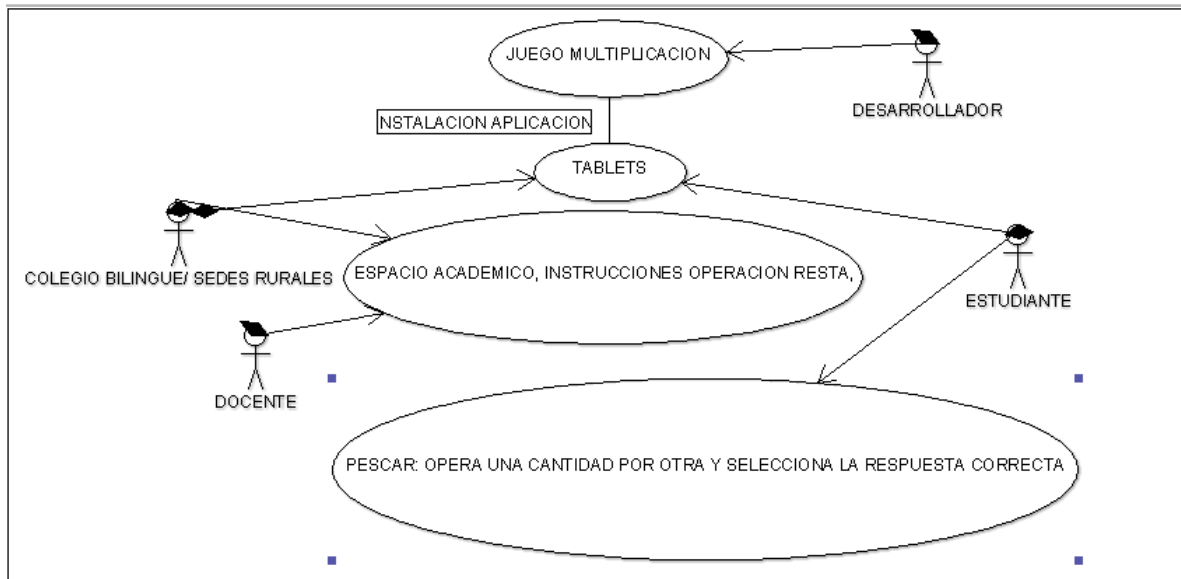 JUEGO MULTIPLICACION
DESARROLLADOR
NSTALACION APLICACION
TABLETS
COLEGIO BILINGUE/ SEDES RURALES
ESPACIO ACADEMICO, INSTRUCCIONES OPERACION RESTA,
ESTUDIANTE
DOCENTE
PESCAR: OPERA UNA CANTIDAD POR OTRA Y SELECCIONA LA RESPUESTA CORRECTA